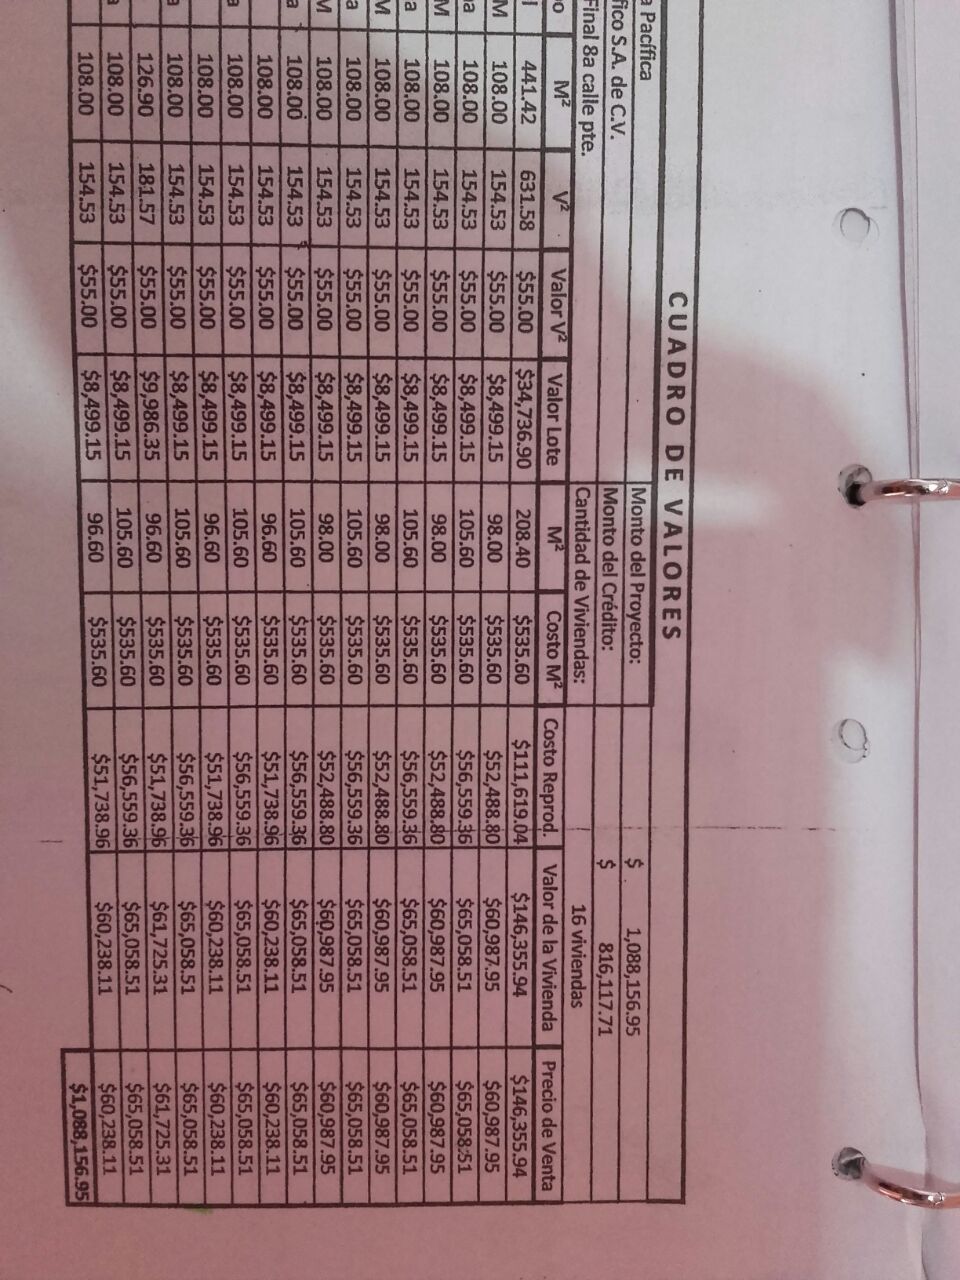 CUADRO DE VALORES
a Pacífica Monto del Proyecto: $ 1,088,156.95
fico S.A. de C.V. Monto del Crédito: $ 816,117.71
Final 8a calle pte. Cantidad de Viviendas: 16 viviendas
o M² V² Valor V² Valor Lote M² Costo M² Costo Reprod. Valor de la Vivienda Precio de Venta
l 441.42 631.58 $55.00 $34,736.90 208.40 $535.60 $111,619.04 $146,355.94 $146,355.94
M 108.00 154.53 $55.00 $8,499.15 98.00 $535.60 $52,488.80 $60,987.95 $60,987.95
a 108.00 154.53 $55.00 $8,499.15 105.60 $535.60 $56,559.36 $65,058.51 $65,058.51
M 108.00 154.53 $55.00 $8,499.15 98.00 $535.60 $52,488.80 $60,987.95 $60,987.95
a 108.00 154.53 $55.00 $8,499.15 105.60 $535.60 $56,559.36 $65,058.51 $65,058.51
M 108.00 154.53 $55.00 $8,499.15 98.00 $535.60 $52,488.80 $60,987.95 $60,987.95
a 108.00 154.53 $55.00 $8,499.15 105.60 $535.60 $56,559.36 $65,058.51 $65,058.51
M 108.00 154.53 $55.00 $8,499.15 98.00 $535.60 $52,488.80 $60,987.95 $60,987.95
a 108.00 154.53 $55.00 $8,499.15 105.60 $535.60 $56,559.36 $65,058.51 $65,058.51
108.00 154.53 $55.00 $8,499.15 96.60 $535.60 $51,738.96 $60,238.11 $60,238.11
a 108.00 154.53 $55.00 $8,499.15 105.60 $535.60 $56,559.36 $65,058.51 $65,058.51
108.00 154.53 $55.00 $8,499.15 96.60 $535.60 $51,738.96 $60,238.11 $60,238.11
a 108.00 154.53 $55.00 $8,499.15 105.60 $535.60 $56,559.36 $65,058.51 $65,058.51
126.90 181.57 $55.00 $9,986.35 96.60 $535.60 $51,738.96 $61,725.31 $61,725.31
a 108.00 154.53 $55.00 $8,499.15 105.60 $535.60 $56,559.36 $65,058.51 $65,058.51
108.00 154.53 $55.00 $8,499.15 96.60 $535.60 $51,738.96 $60,238.11 $60,238.11
$1,088,156.95